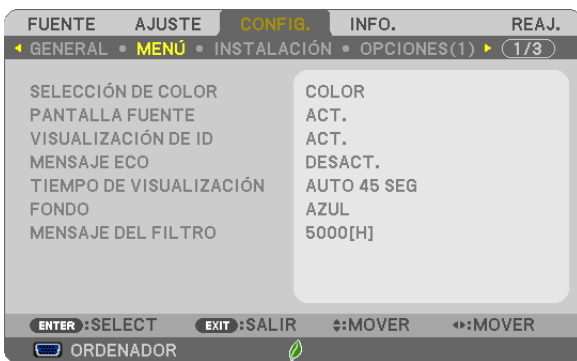 FUENTE AJUSTE CONFIG. INFO. REAJ.
GENERAL • MENÚ • INSTALACIÓN • OPCIONES(1) 1/3
SELECCIÓN DE COLOR COLOR
PANTALLA FUENTE ACT.
VISUALIZACIÓN DE ID ACT.
MENSAJE ECO DESACT.
TIEMPO DE VISUALIZACIÓN AUTO 45 SEG
FONDO AZUL
MENSAJE DEL FILTRO 5000[H]
ENTER :SELECT EXIT :SALIR :MOVER :MOVER
ORDENADOR